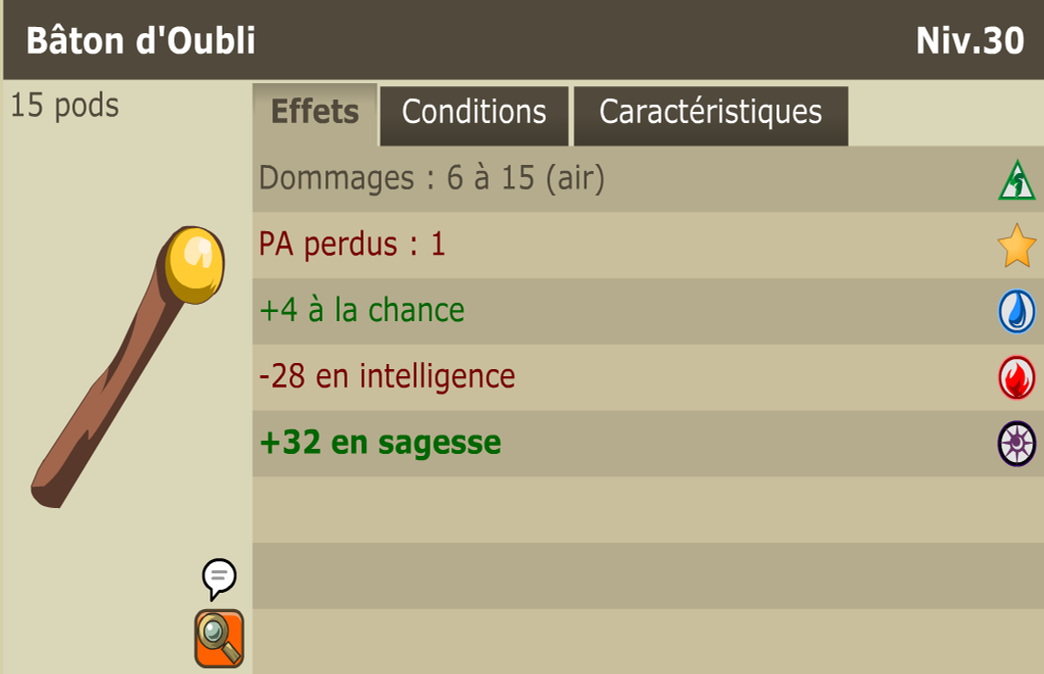 Bâton d'Oubli
Niv.30
15 pods
Effets
Conditions
Caractéristiques
Dommages : 6 à 15 (air)
PA perdus : 1
+4 à la chance
-28 en intelligence
+32 en sagesse